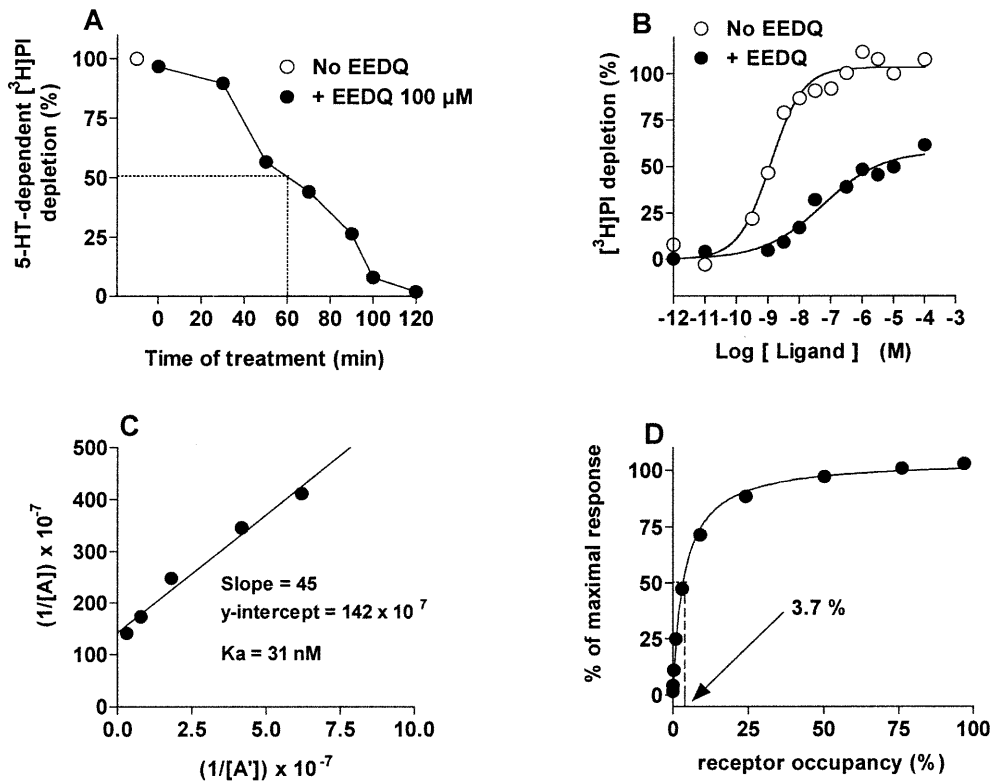 A
5-HT-dependent [³H]PI
depletion (%)
100
75
50
25
0
No EEDQ
+ EEDQ 100 µM
0 20 40 60 80 100 120
Time of treatment (min)
B
[³H]PI depletion (%)
100
75
50
25
0
No EEDQ
+ EEDQ
-12 -11 -10 -9 -8 -7 -6 -5 -4 -3
Log [ Ligand ] (M)
C
(1/[A]) x 10⁻⁷
500
400
300
200
100
0
Slope = 45
y-intercept = 142 x 10⁷
Ka = 31 nM
0.0 2.5 5.0 7.5 10.0
(1/[A']) x 10⁻⁷
D
% of maximal response
100
75
50
25
0
3.7 %
0 25 50 75 100
receptor occupancy (%)